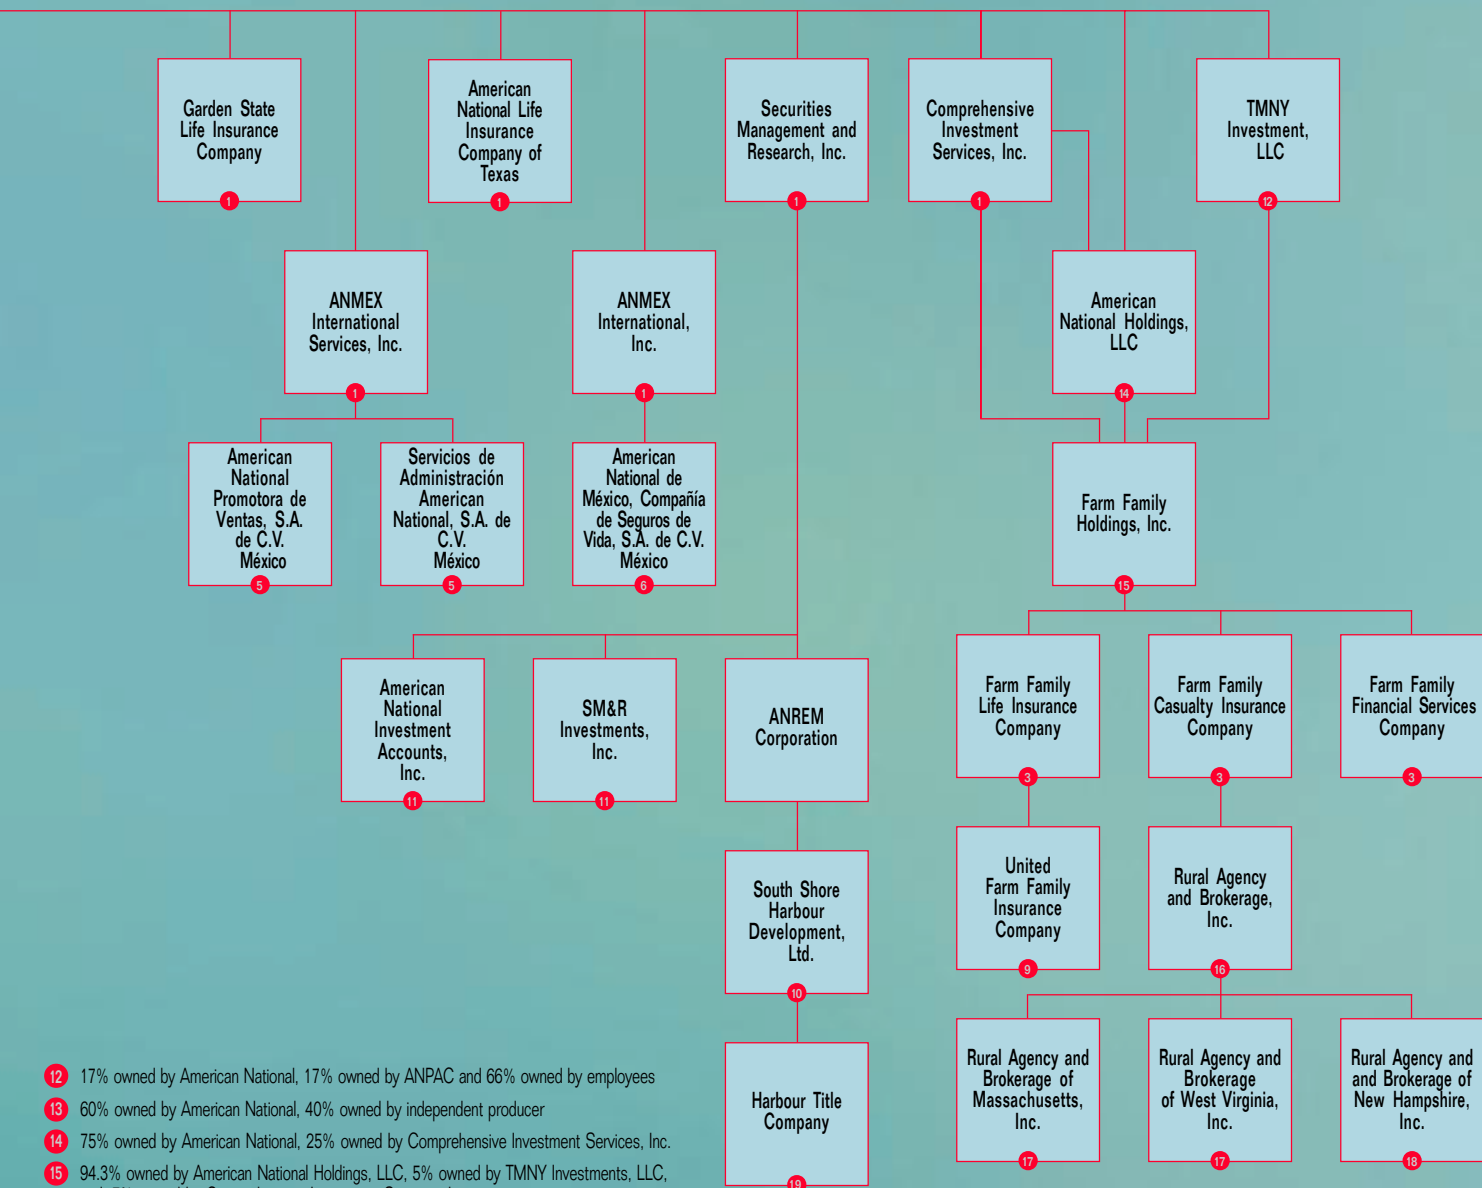 Garden State
Life Insurance
Company
1
American
National Life
Insurance
Company of
Texas
1
Securities
Management and
Research, Inc.
1
Comprehensive
Investment
Services, Inc.
1
TMNY
Investment,
LLC
12
ANMEX
International
Services, Inc.
1
ANMEX
International,
Inc.
1
American
National Holdings,
LLC
14
American
National
Promotora de
Ventas, S.A.
de C.V.
México
5
Servicios de
Administración
American
National, S.A. de
C.V.
México
5
American
National de
México, Compañía
de Seguros de
Vida, S.A. de C.V.
México
6
Farm Family
Holdings, Inc.
15
American
National
Investment
Accounts,
Inc.
11
SM&R
Investments,
Inc.
11
ANREM
Corporation
Farm Family
Life Insurance
Company
3
Farm Family
Casualty Insurance
Company
3
Farm Family
Financial Services
Company
3
South Shore
Harbour
Development,
Ltd.
10
United
Farm Family
Insurance
Company
9
Rural Agency
and Brokerage,
Inc.
16
Harbour Title
Company
19
Rural Agency and
Brokerage of
Massachusetts,
Inc.
17
Rural Agency and
Brokerage
of West Virginia,
Inc.
17
Rural Agency and
and Brokerage of
New Hampshire,
Inc.
18
12 17% owned by American National, 17% owned by ANPAC and 66% owned by employees
13 60% owned by American National, 40% owned by independent producer
14 75% owned by American National, 25% owned by Comprehensive Investment Services, Inc.
15 94.3% owned by American National Holdings, LLC, 5% owned by TMNY Investments, LLC,